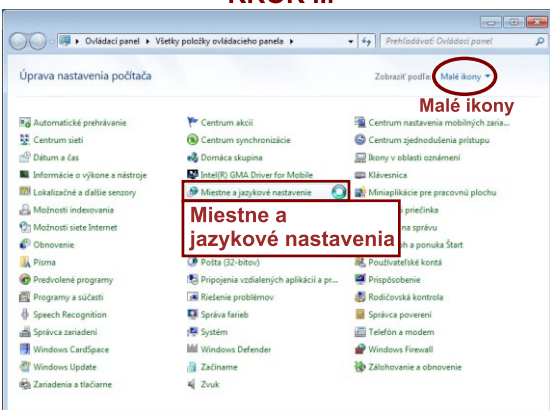 Ovládací panel ▸ Všetky položky ovládacieho panela ▸
Prehľadávať: Ovládací panel
Úprava nastavenia počítača
Zobraziť podľa: Malé ikony
Malé ikony
Automatické prehrávanie
Centrum akcií
Centrum nastavenia mobilných zaria...
Centrum sietí
Centrum synchronizácie
Centrum zjednodušenia prístupu
Dátum a čas
Domáca skupina
Ikony v oblasti oznámení
Informácie o výkone a nástroje
Intel(R) GMA Driver for Mobile
Klávesnica
Lokalizačné a ďalšie senzory
Miestne a jazykové nastavenie
Miniaplikácie pre pracovnú plochu
Možnosti indexovania
Miestne a
jazykové nastavenia
priečinka
Možnosti siete Internet
na správu
Obnovenie
a ponuka Štart
Písma
Pošta (32-bitov)
Používateľské kontá
Predvolené programy
Pripojenia vzdialených aplikácií a pr...
Prispôsobenie
Programy a súčasti
Riešenie problémov
Rodičovská kontrola
Speech Recognition
Správa farieb
Správca poverení
Správca zariadení
Systém
Telefón a modem
Windows CardSpace
Windows Defender
Windows Firewall
Windows Update
Začíname
Zálohovanie a obnovenie
Zariadenia a tlačiarne
Zvuk